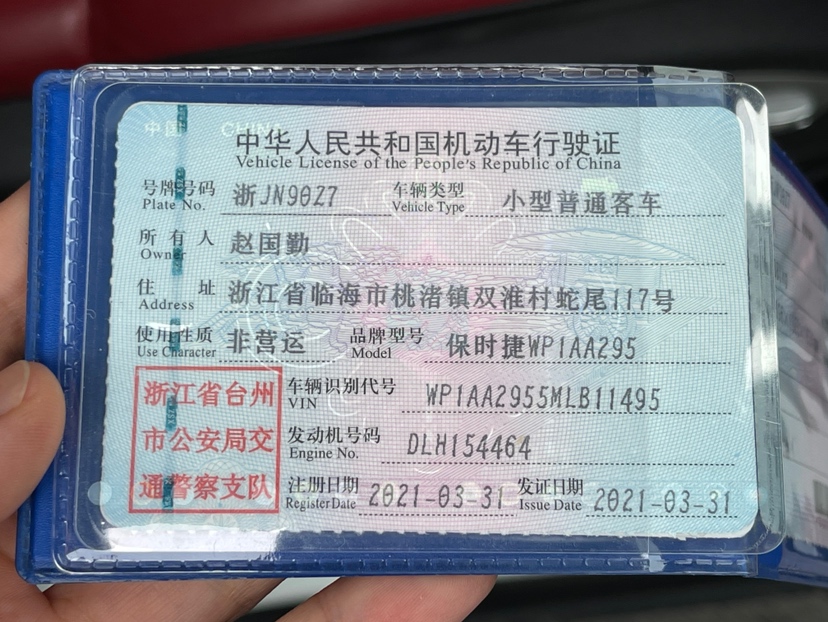 中国 CHINA
中华人民共和国机动车行驶证
Vehicle License of the People's Republic of China
号牌号码 浙JN90Z7 车辆类型 小型普通客车
Plate No. Vehicle Type
所有人 赵国勤
Owner
住址 浙江省临海市桃渚镇双淮村蛇尾117号
Address
使用性质 非营运 品牌型号 保时捷WP1AA295
Use Character Model
浙江省台州
市公安局交
通警察支队
车辆识别代号 WP1AA2955MLB11495
VIN
发动机号码 DLH154464
Engine No.
注册日期 2021-03-31 发证日期 2021-03-31
Register Date Issue Date